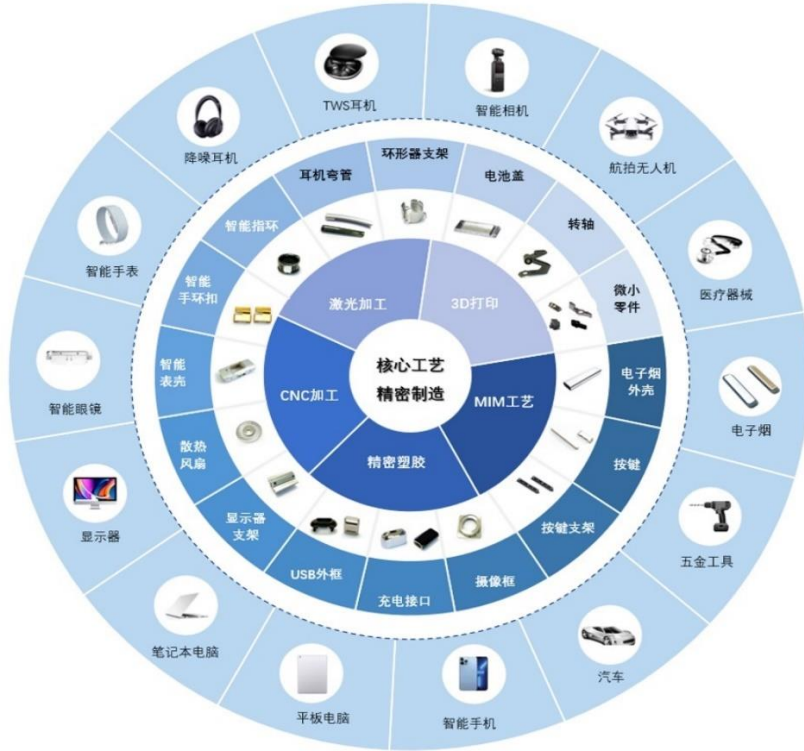 TWS耳机
智能相机
航拍无人机
医疗器械
电子烟
五金工具
汽车
智能手机
平板电脑
笔记本电脑
显示器
智能眼镜
智能手表
降噪耳机
环形器支架
电池盖
转轴
微小
零件
电子烟
外壳
按键
按键支架
摄像框
充电接口
USB外框
显示器
支架
散热
风扇
智能
表壳
智能
手环扣
智能指环
耳机弯管
激光加工
3D打印
MIM工艺
精密塑胶
CNC加工
核心工艺
精密制造